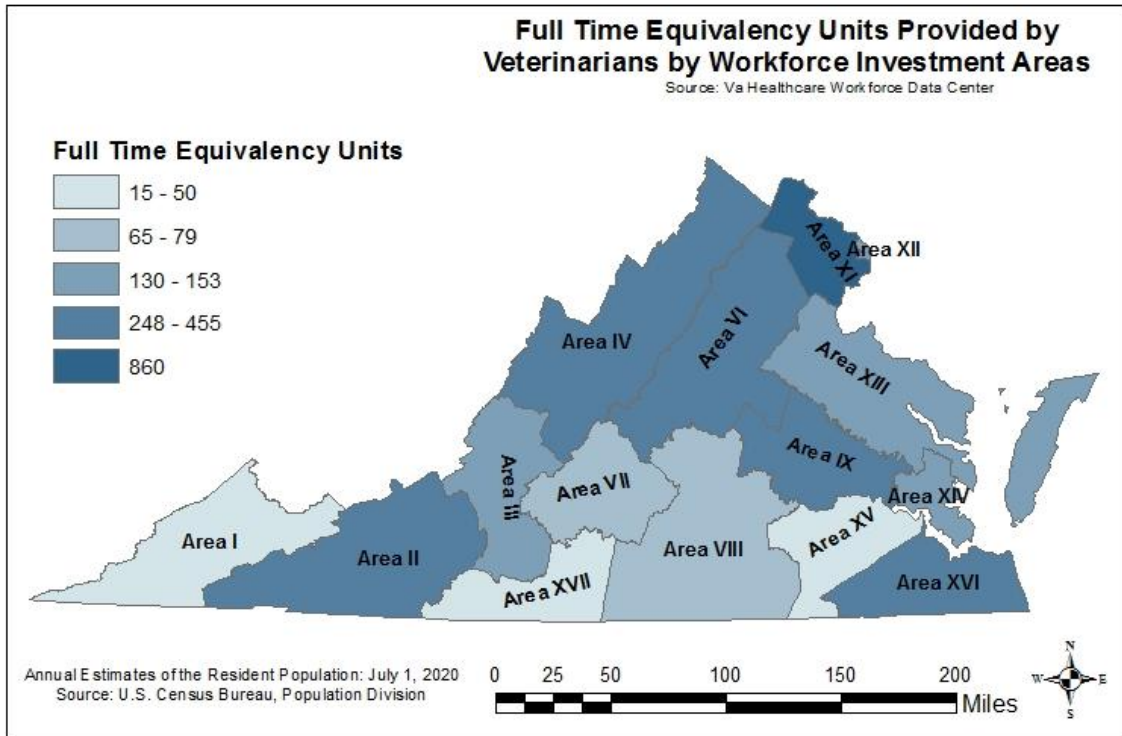 Full Time Equivalency Units Provided by
Veterinarians by Workforce Investment Areas
Source: Va Healthcare Workforce Data Center
Full Time Equivalency Units
15 - 50
65 - 79
130 - 153
248 - 455
860
Area XI
Area XII
Area IV
Area VI
Area XIII
Area IX
Area III
Area VII
Area XIV
Area I
Area II
Area VIII
Area XV
Area XVII
Area XVI
Annual Estimates of the Resident Population: July 1, 2020
Source: U.S. Census Bureau, Population Division
0 25 50 100 150 200
Miles
N
W E
S